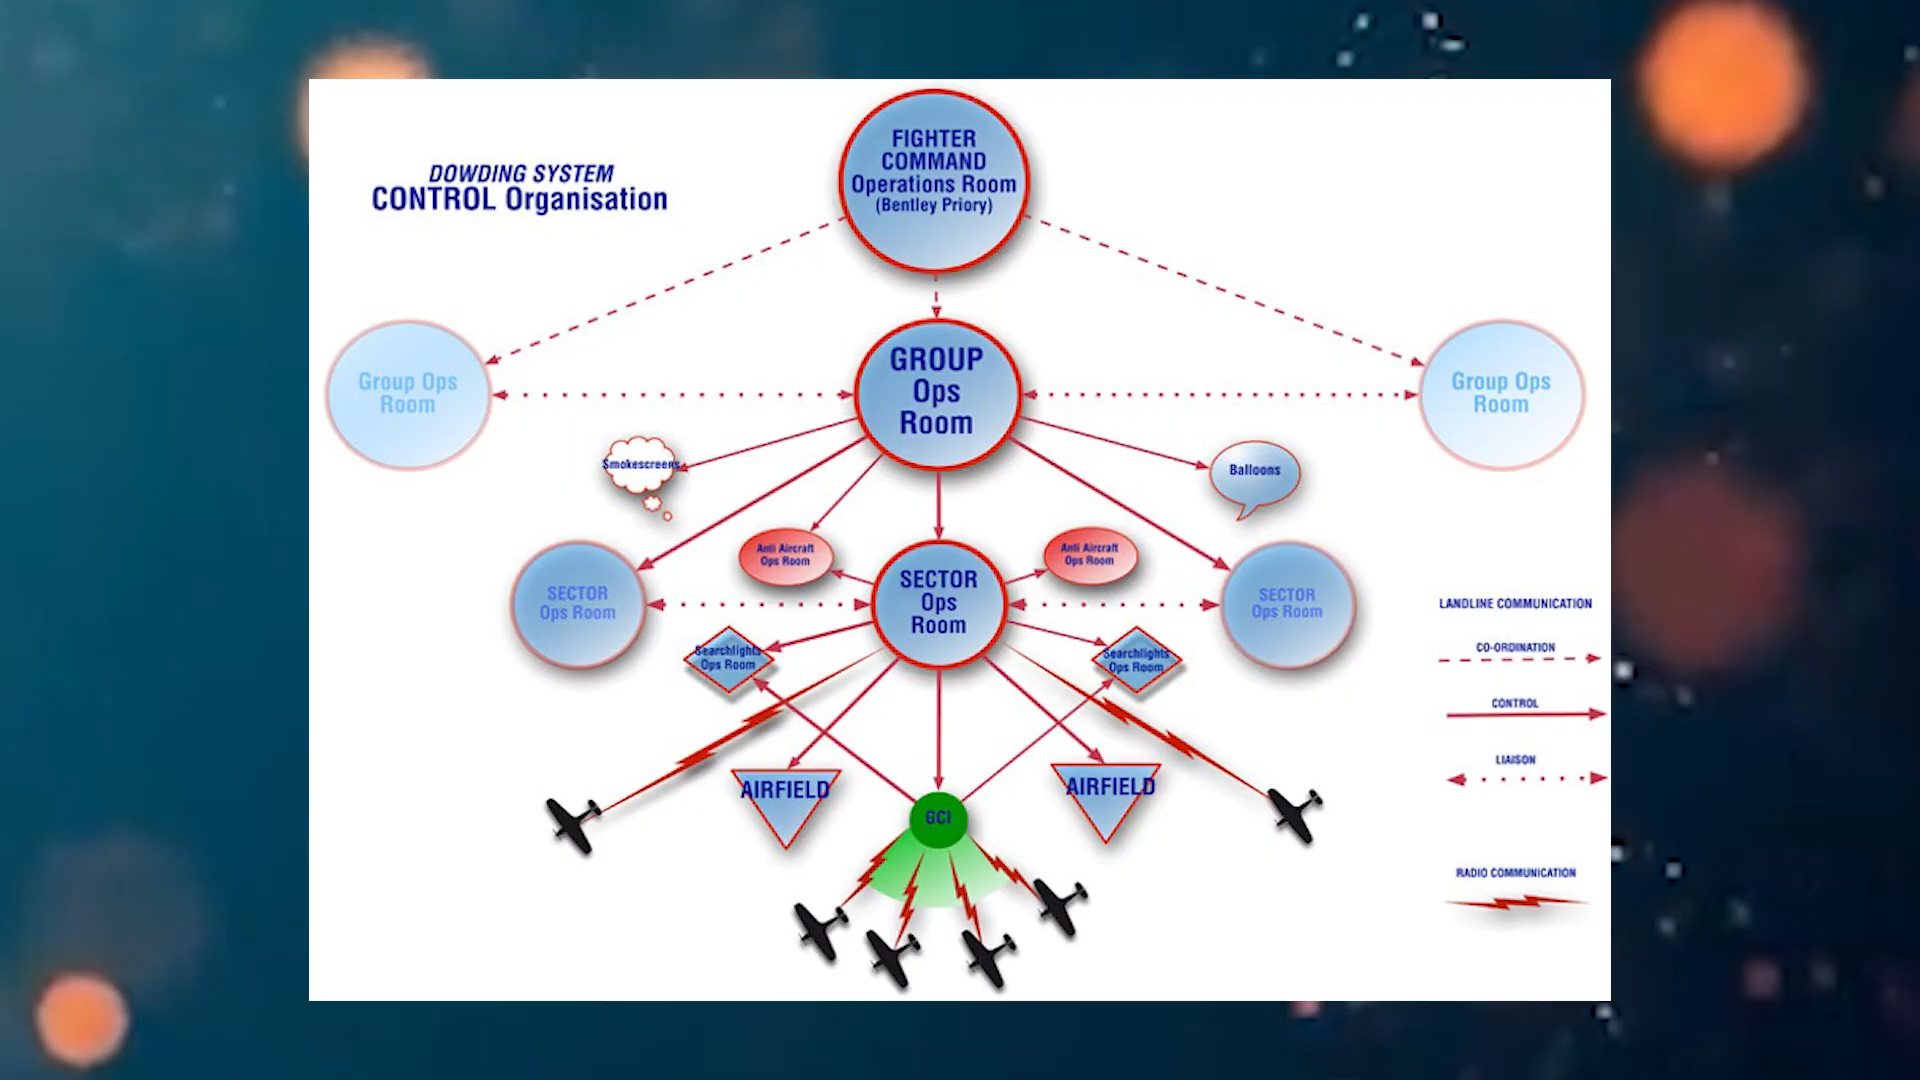 FIGHTER
COMMAND
Operations Room
(Bentley Priory)
DOWDING SYSTEM
CONTROL Organisation
Group Ops
Room
GROUP
Ops
Room
Group Ops
Room
Smokescreens
Balloons
Anti Aircraft
Ops Room
Anti Aircraft
Ops Room
SECTOR
Ops Room
SECTOR
Ops
Room
SECTOR
Ops Room
Searchlights
Ops Room
Searchlights
Ops Room
AIRFIELD
AIRFIELD
GCI
LANDLINE COMMUNICATION
CO-ORDINATION
CONTROL
LIAISON
RADIO COMMUNICATION